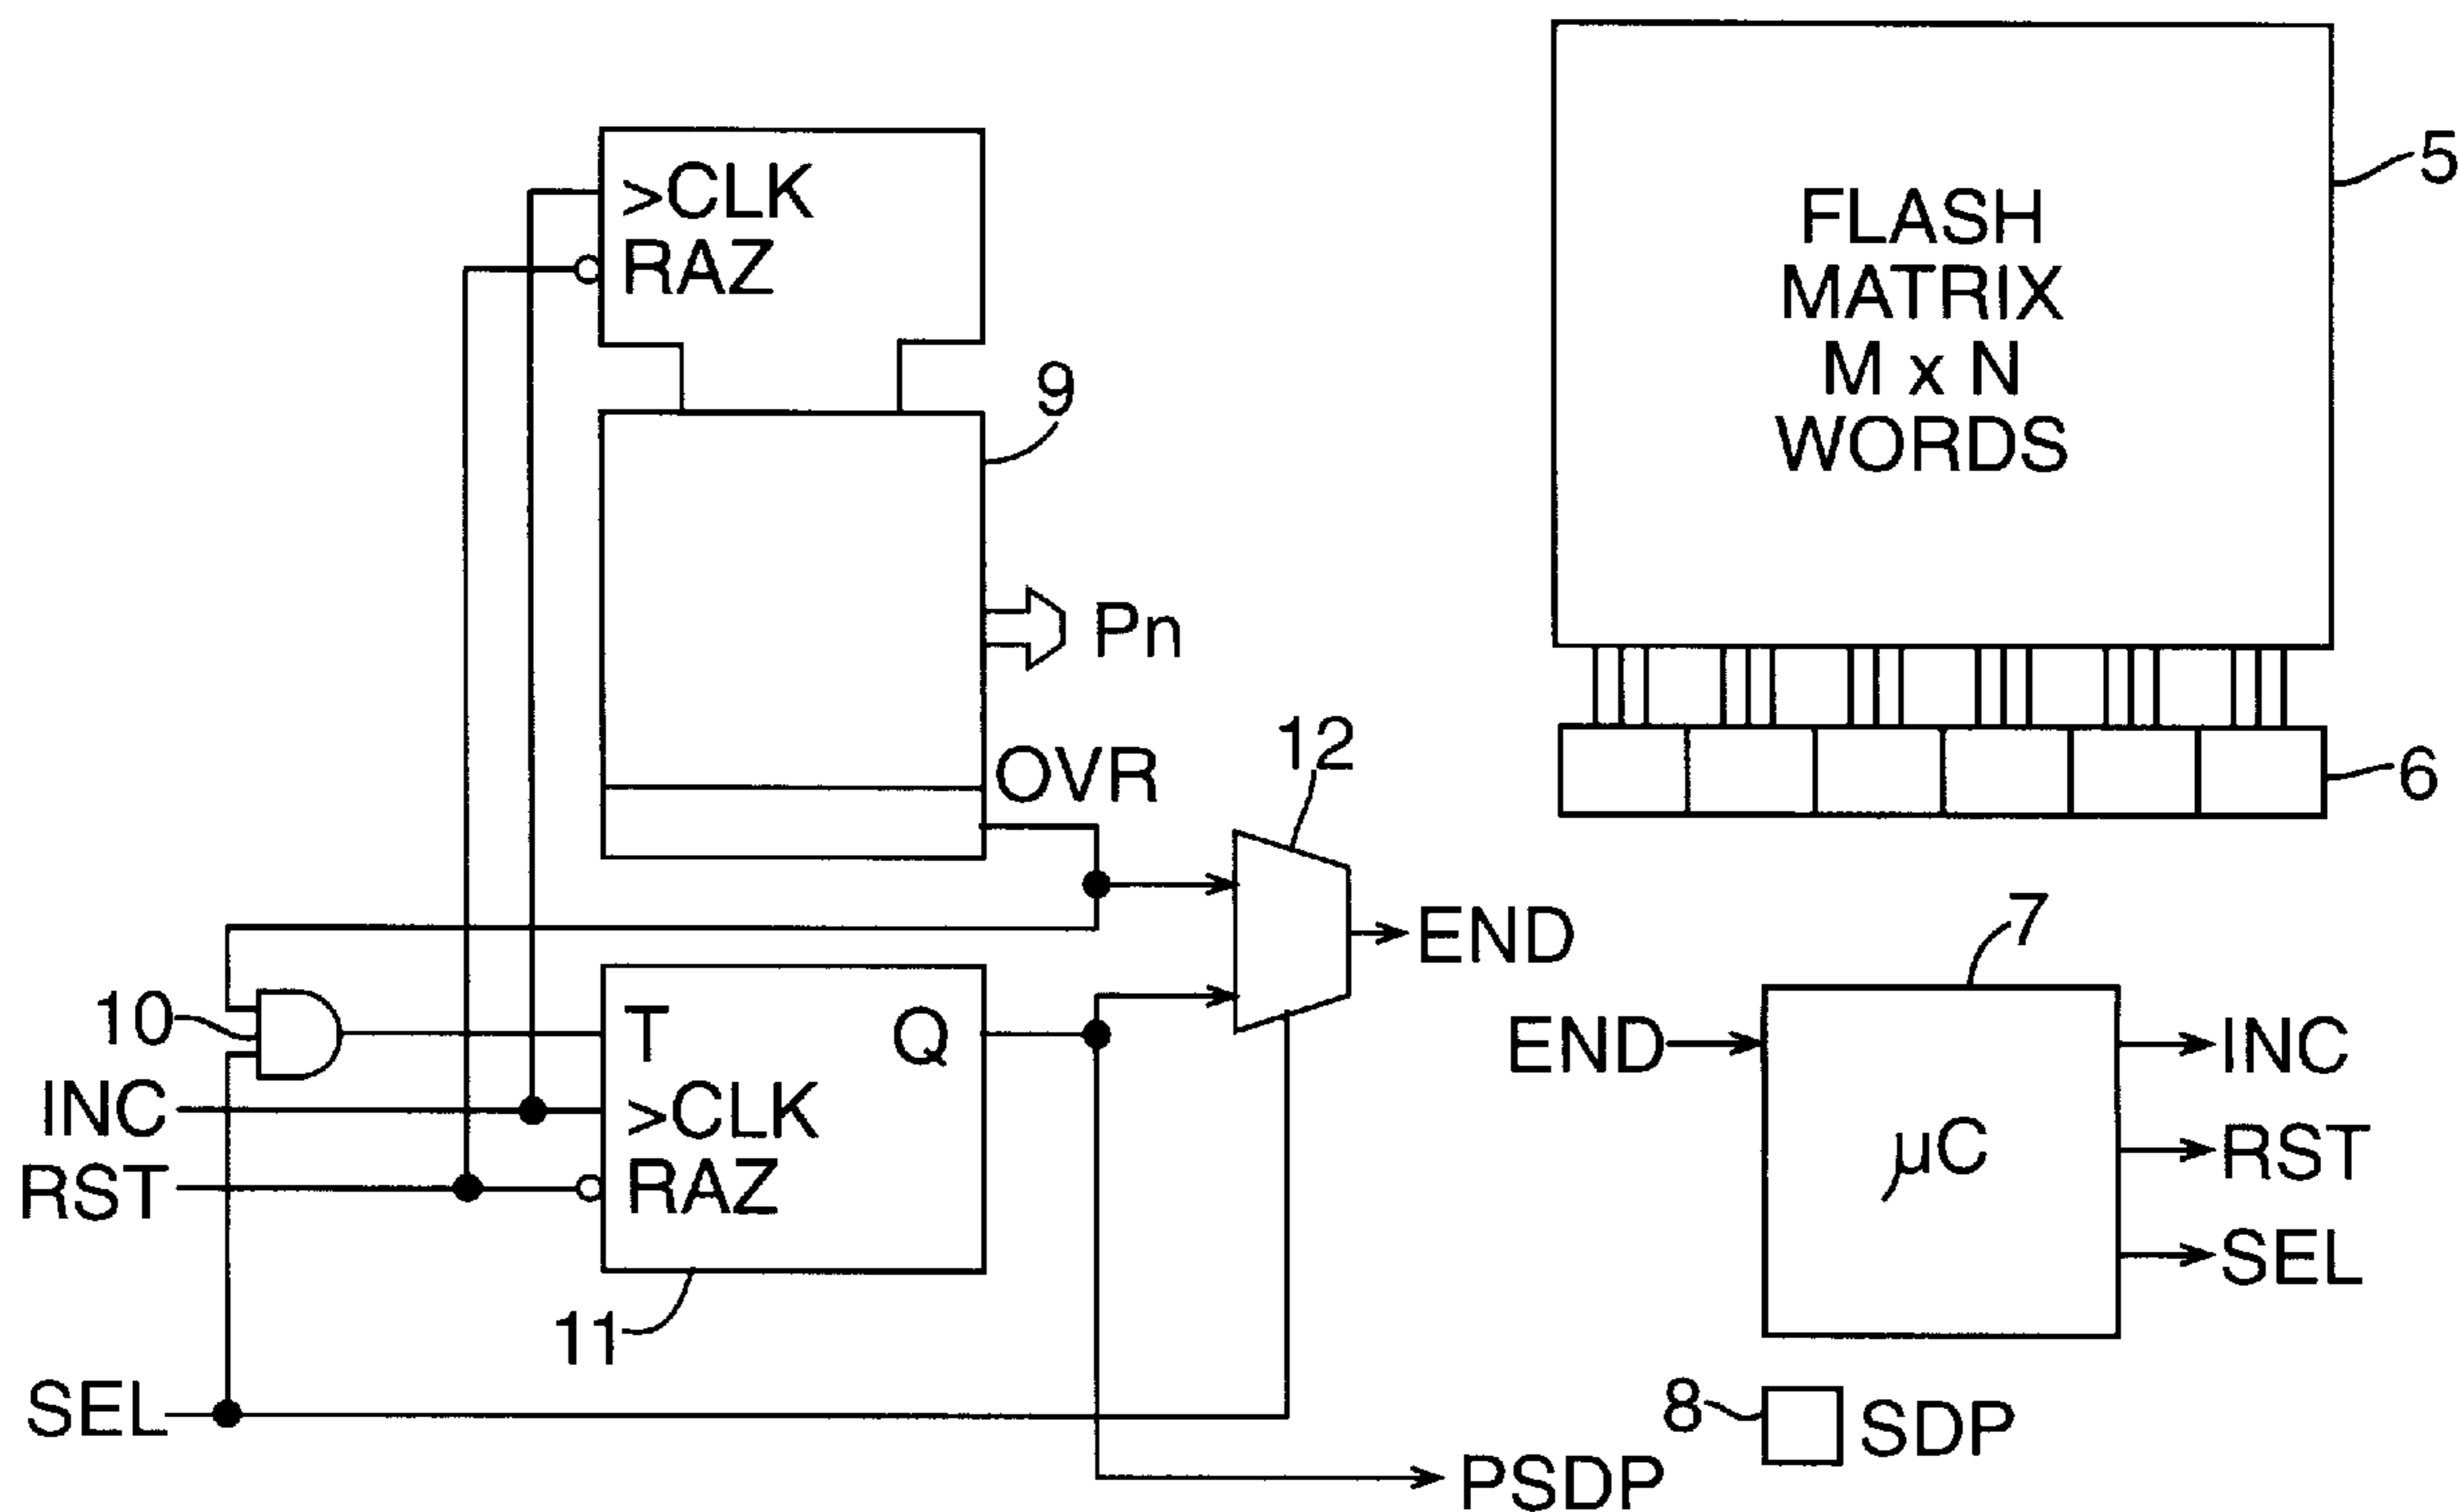 >CLK
RAZ
9
Pn
OVR
12
END
10
T
Q
>CLK
RAZ
INC
RST
11
SEL
PSDP
FLASH
MATRIX
M x N
WORDS
5
6
7
END
µC
INC
RST
SEL
8
SDP